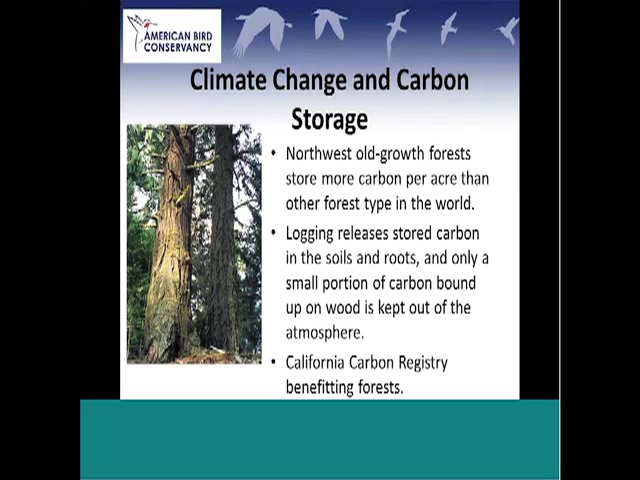 AMERICAN BIRD
CONSERVANCY
Climate Change and Carbon
Storage
• Northwest old-growth forests
store more carbon per acre than
other forest type in the world.
• Logging releases stored carbon
in the soils and roots, and only a
small portion of carbon bound
up on wood is kept out of the
atmosphere.
• California Carbon Registry
benefitting forests.